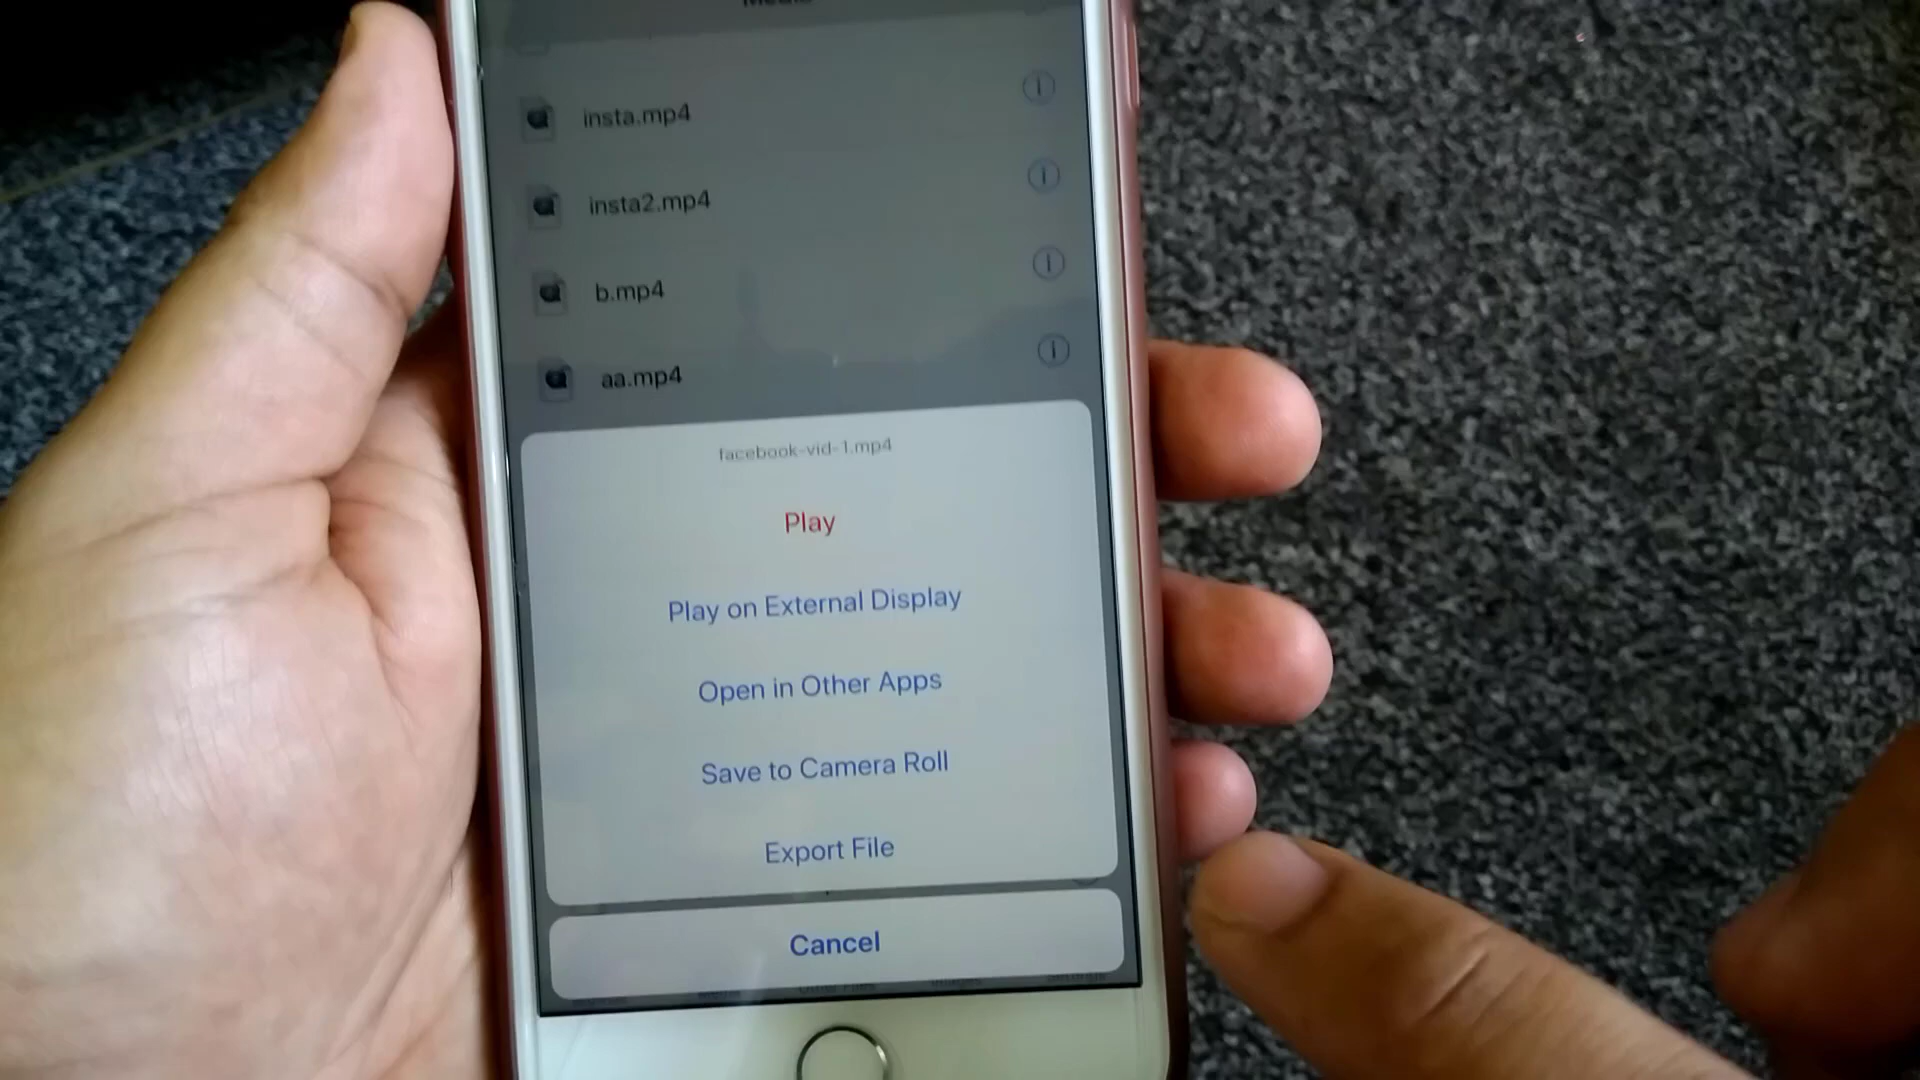 insta.mp4
insta2.mp4
b.mp4
aa.mp4
facebook-vid-1.mp4
Play
Play on External Display
Open in Other Apps
Save to Camera Roll
Export File
Cancel